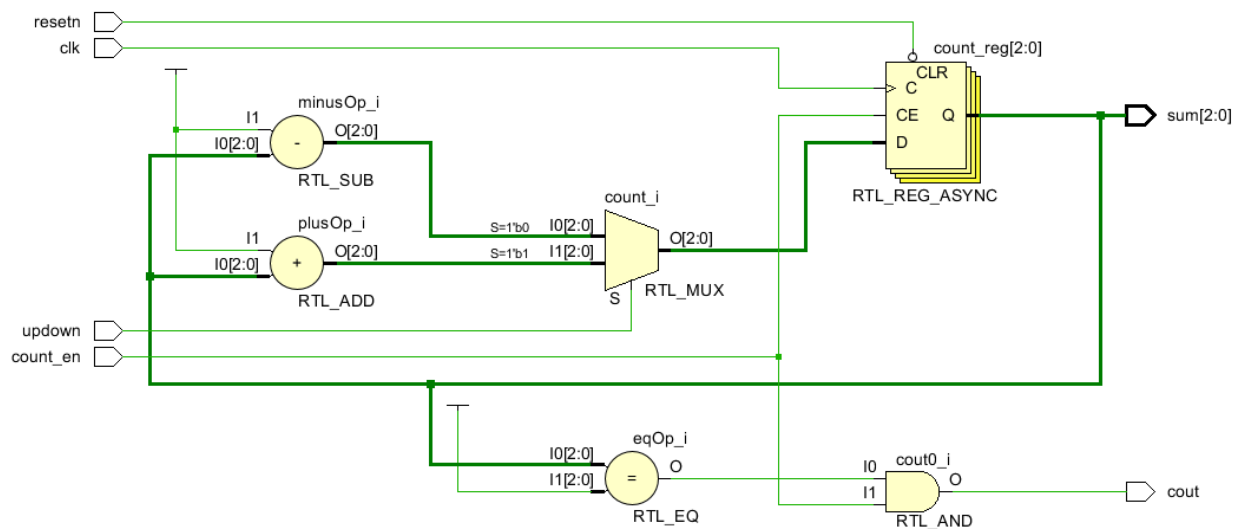 resetn
clk
count_reg[2:0]
CLR
C
CE
Q
D
RTL_REG_ASYNC
sum[2:0]
minusOp_i
I1
I0[2:0]
-
O[2:0]
RTL_SUB
plusOp_i
I1
I0[2:0]
+
O[2:0]
RTL_ADD
count_i
S=1'b0
I0[2:0]
S=1'b1
I1[2:0]
O[2:0]
S
RTL_MUX
updown
count_en
eqOp_i
I0[2:0]
I1[2:0]
=
O
RTL_EQ
cout0_i
I0
I1
O
RTL_AND
cout